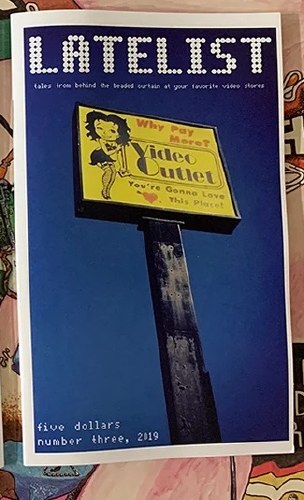 LATELIST
tales from behind the beaded curtain at your favorite video stores
Why Pay
More?
Video
Outlet
You're Gonna Love
This Place!
five dollars
number three, 2019